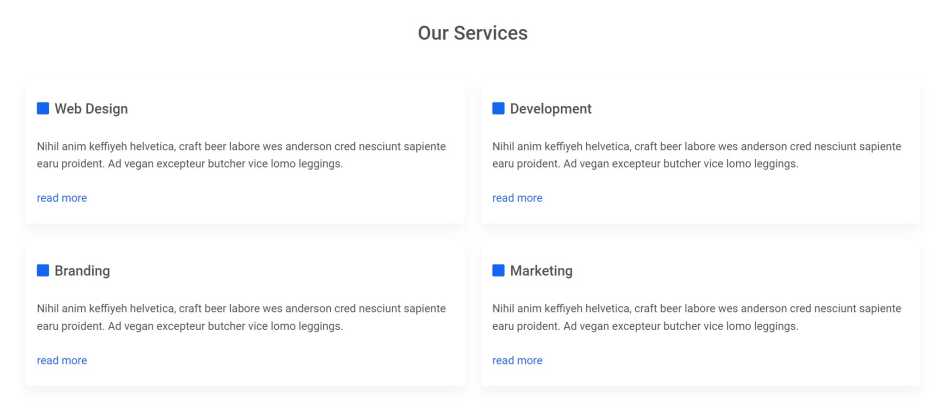 Our Services
Web Design
Nihil anim keffiyeh helvetica, craft beer labore wes anderson cred nesciunt sapiente
earu proident. Ad vegan excepteur butcher vice lomo leggings.
read more
Development
Nihil anim keffiyeh helvetica, craft beer labore wes anderson cred nesciunt sapiente
earu proident. Ad vegan excepteur butcher vice lomo leggings.
read more
Branding
Nihil anim keffiyeh helvetica, craft beer labore wes anderson cred nesciunt sapiente
earu proident. Ad vegan excepteur butcher vice lomo leggings.
read more
Marketing
Nihil anim keffiyeh helvetica, craft beer labore wes anderson cred nesciunt sapiente
earu proident. Ad vegan excepteur butcher vice lomo leggings.
read more